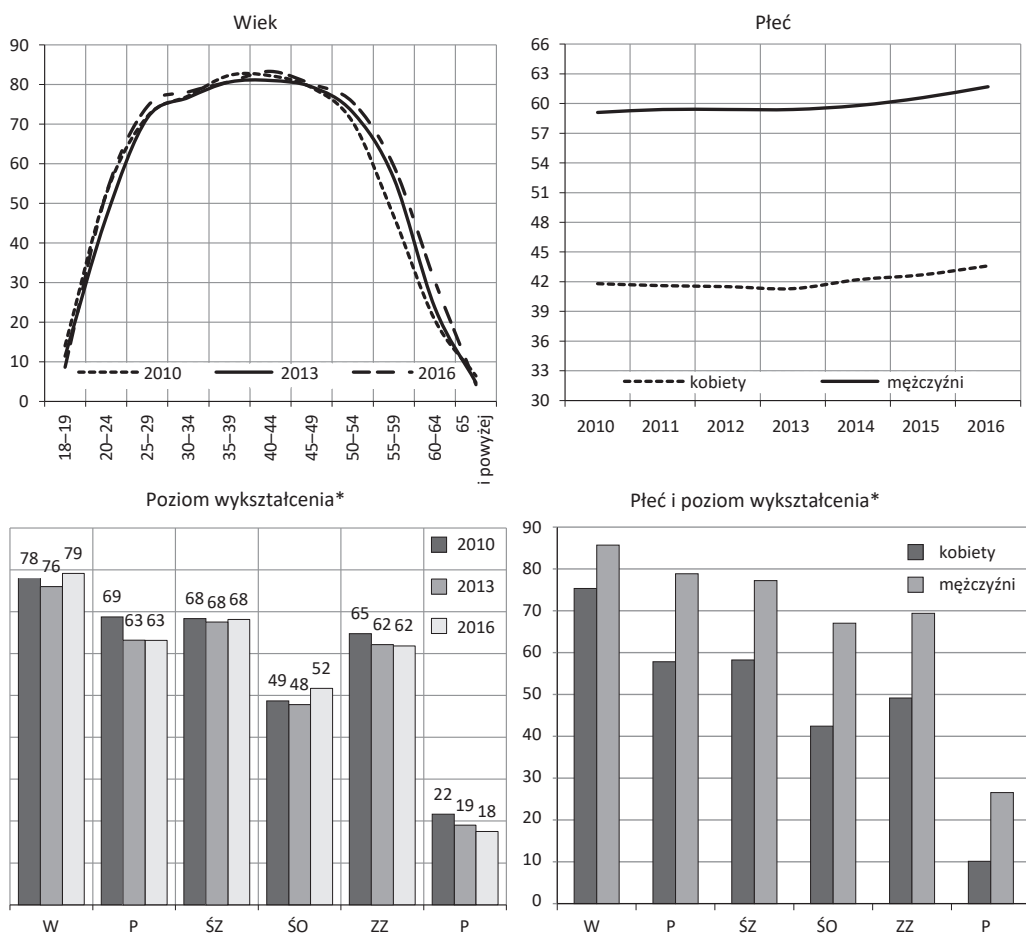 Wiek
90
80
70
60
50
40
30
20
10
0
2010
2013
2016
18–19
20–24
25–29
30–34
35–39
40–44
45–49
50–54
55–59
60–64
65
i powyżej
Płeć
66
63
60
57
54
51
48
45
42
39
36
33
30
kobiety
mężczyźni
2010 2011 2012 2013 2014 2015 2016
Poziom wykształcenia*
2010
2013
2016
78 76 79
69 63 63
68 68 68
49 48 52
65 62 62
22 19 18
W P ŚZ ŚO ZZ P
Płeć i poziom wykształcenia*
90
80
70
60
50
40
30
20
10
0
kobiety
mężczyźni
W P ŚZ ŚO ZZ P